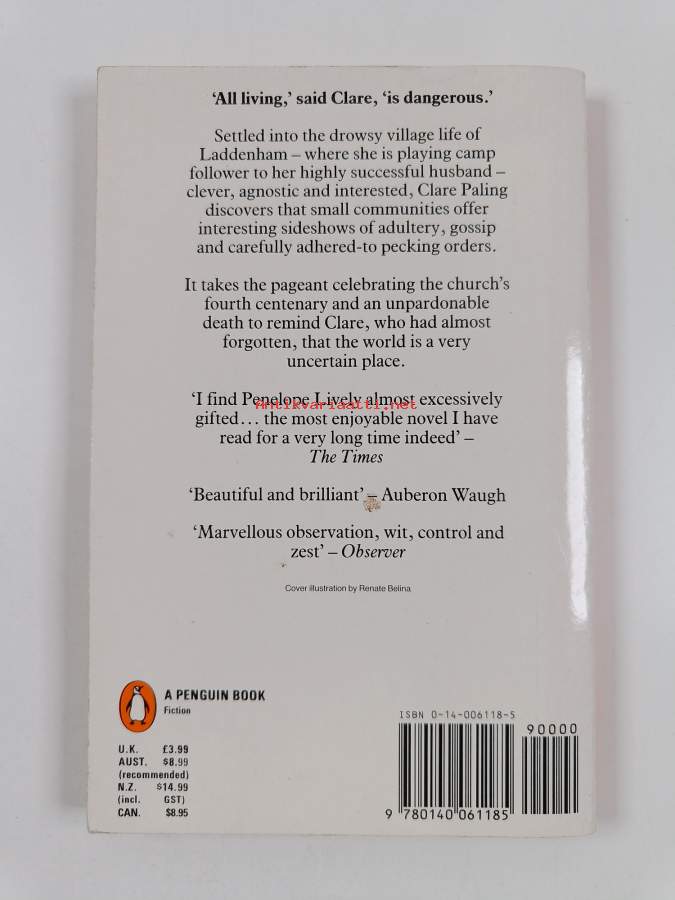 ‘All living,’ said Clare, ‘is dangerous.’
Settled into the drowsy village life of
Laddenham – where she is playing camp
follower to her highly successful husband –
clever, agnostic and interested, Clare Paling
discovers that small communities offer
interesting sideshows of adultery, gossip
and carefully adhered-to pecking orders.
It takes the pageant celebrating the church’s
fourth centenary and an unpardonable
death to remind Clare, who had almost
forgotten, that the world is a very
uncertain place.
‘I find Penelope Lively almost excessively
Antikvariaatti.net
gifted... the most enjoyable novel I have
read for a very long time indeed’ –
The Times
‘Beautiful and brilliant’ – Auberon Waugh
‘Marvellous observation, wit, control and
zest’ – Observer
Cover illustration by Renate Belina
A PENGUIN BOOK
Fiction
U.K. £3.99
AUST. $8.99
(recommended)
N.Z. $14.99
(incl. GST)
CAN. $8.95
ISBN 0-14-006118-5
90000
9 780140 061185